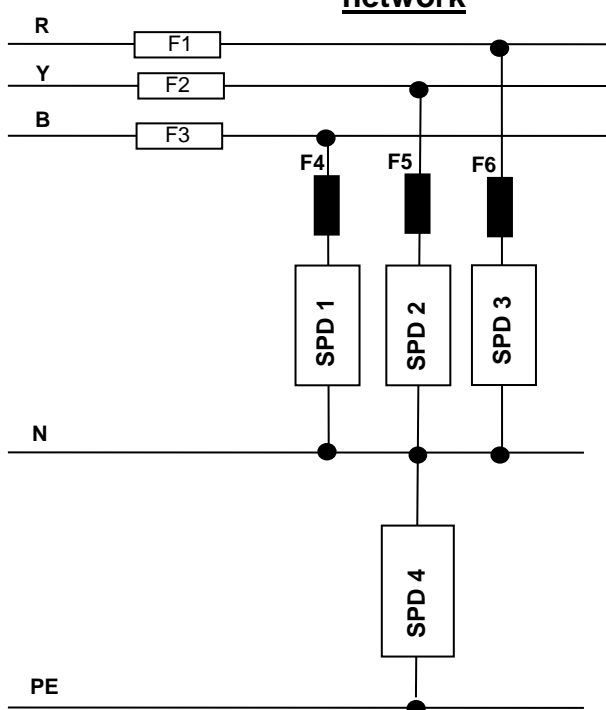 network
R
F1
Y
F2
B
F3
F4
F5
F6
SPD 1
SPD 2
SPD 3
N
SPD 4
PE